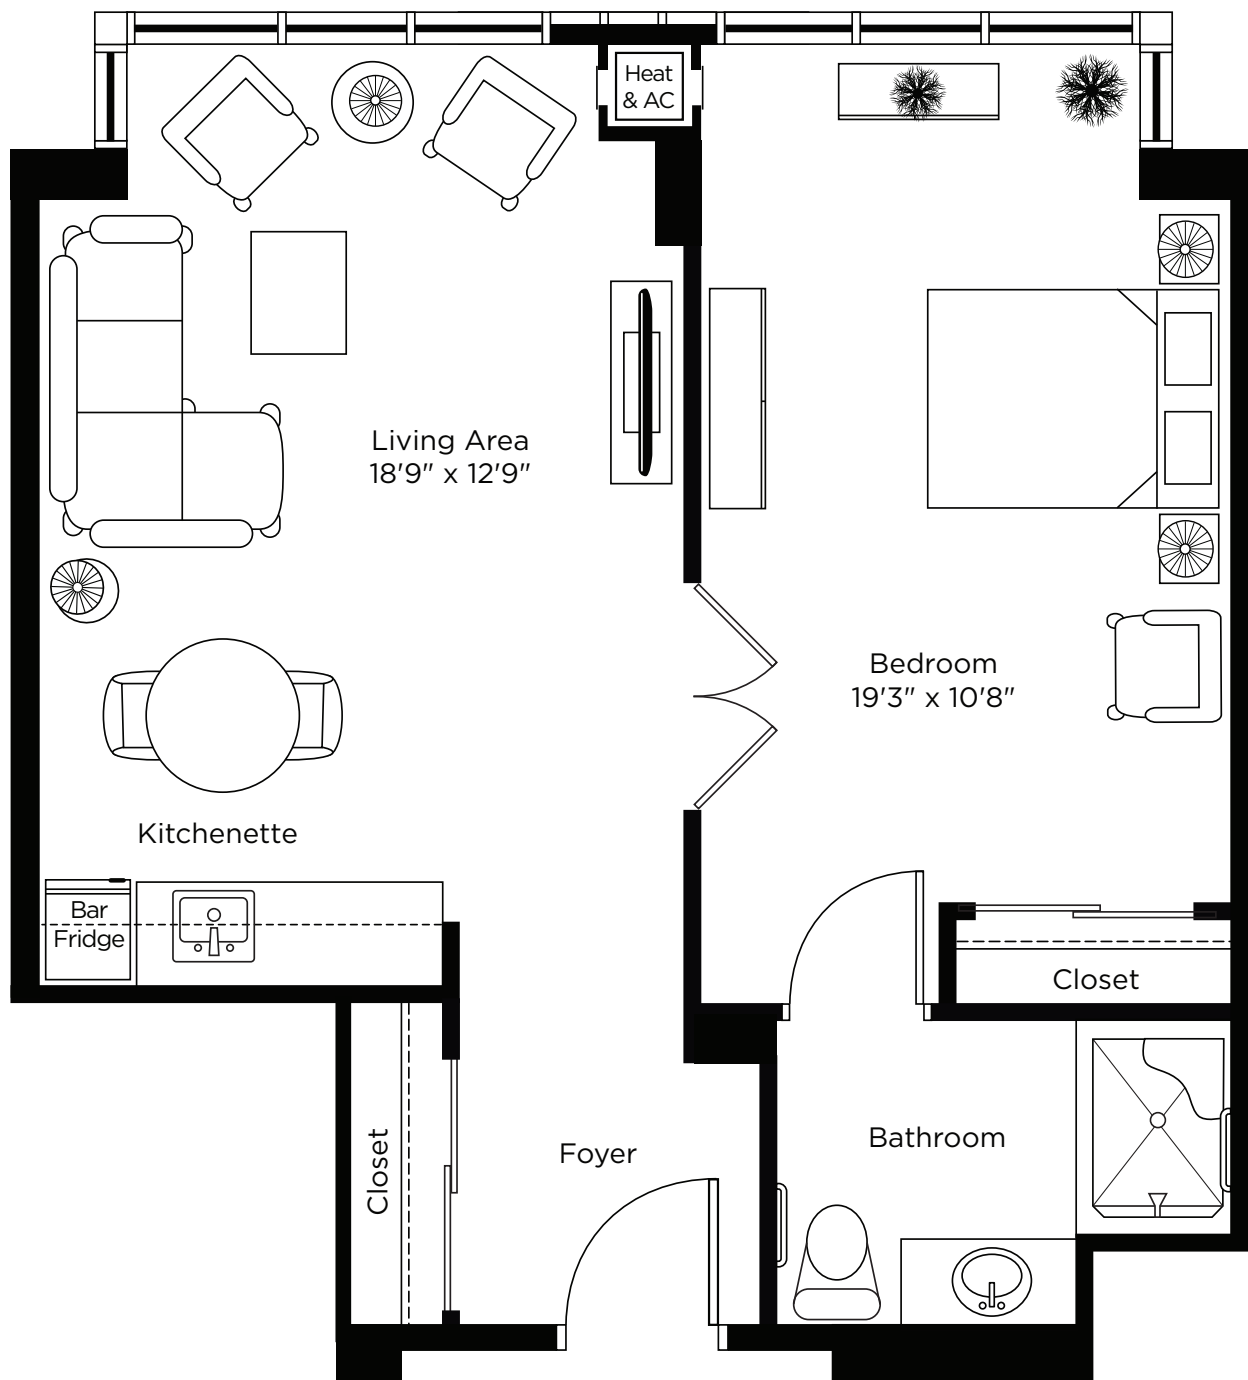 Heat
& AC
Living Area
18'9" x 12'9"
Bedroom
19'3" x 10'8"
Kitchenette
Bar
Fridge
Closet
Closet
Foyer
Bathroom